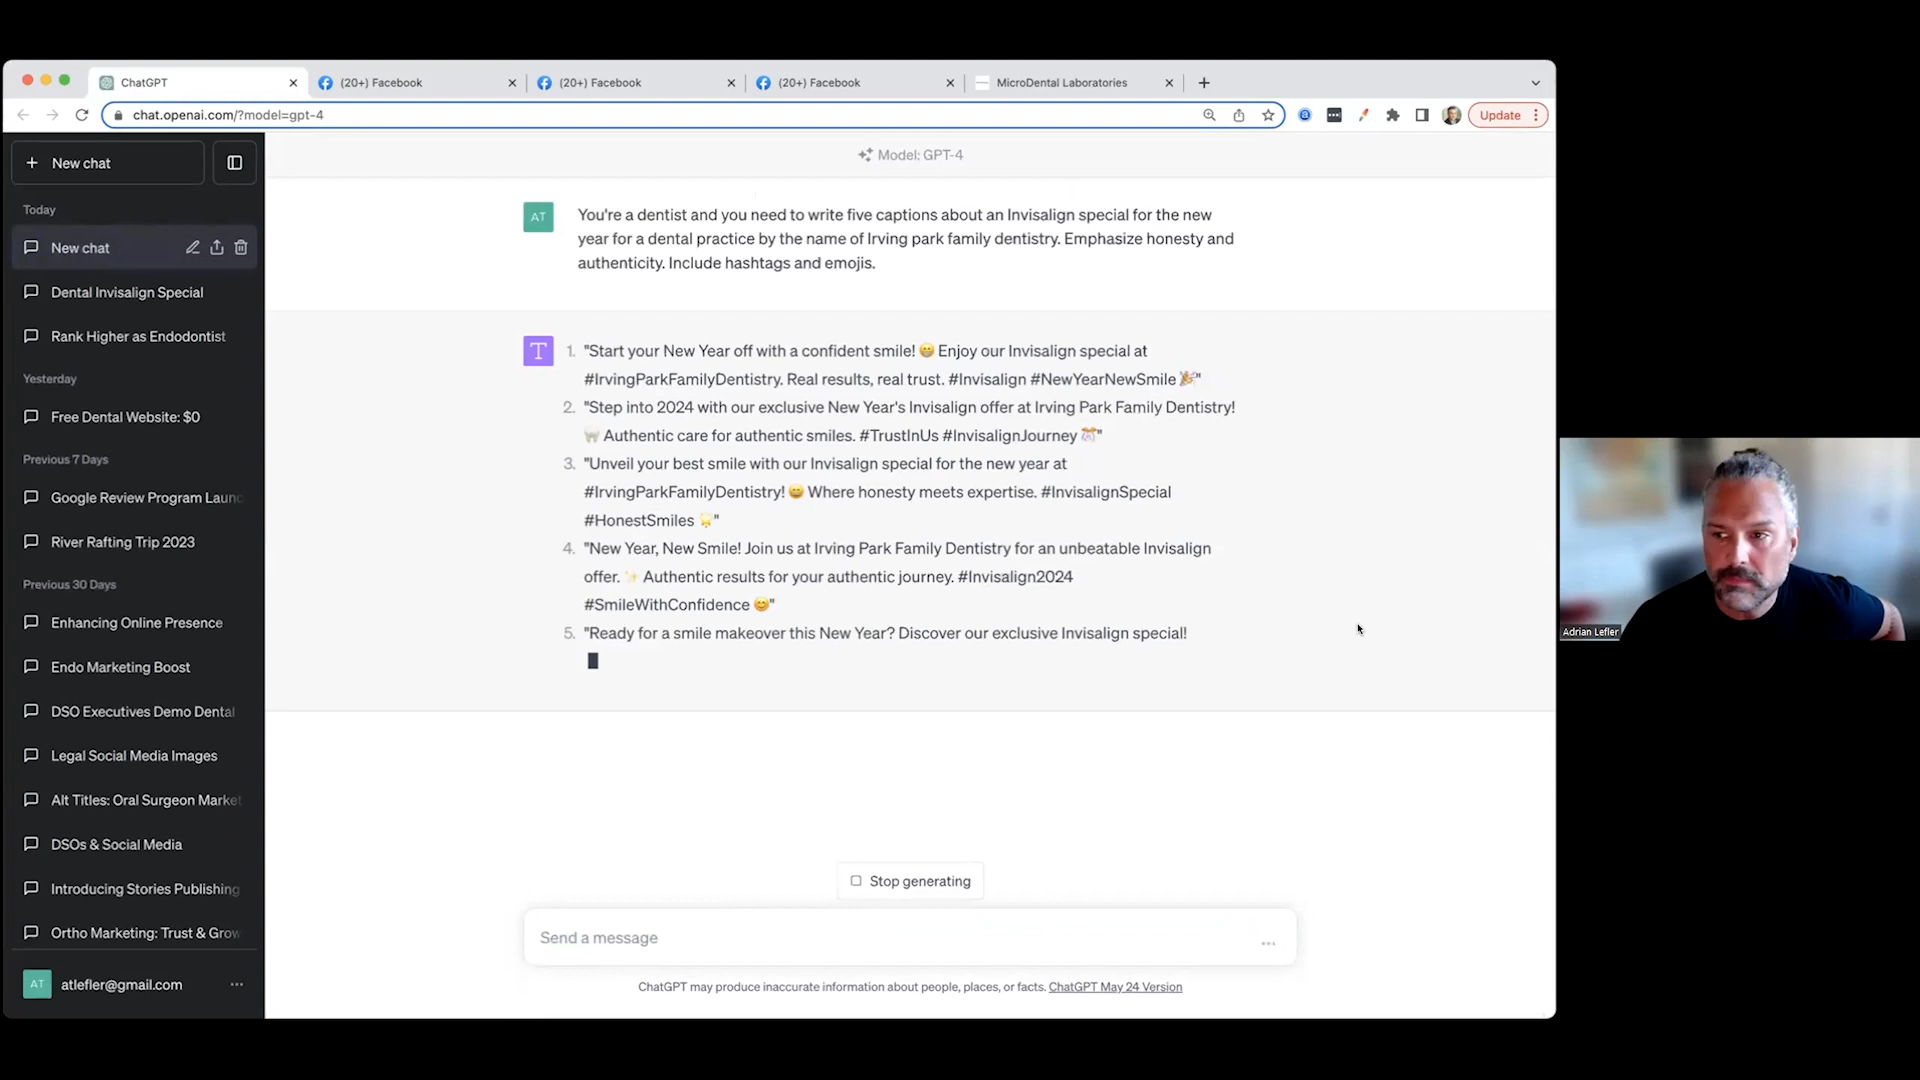 ChatGPT
(20+) Facebook
(20+) Facebook
(20+) Facebook
MicroDental Laboratories
chat.openai.com/?model=gpt-4
Update
New chat
Model: GPT-4
Today
New chat
Dental Invisalign Special
Rank Higher as Endodontist
Yesterday
Free Dental Website: $0
Previous 7 Days
Google Review Program Laun
River Rafting Trip 2023
Previous 30 Days
Enhancing Online Presence
Endo Marketing Boost
DSO Executives Demo Dental
Legal Social Media Images
Alt Titles: Oral Surgeon Market
DSOs & Social Media
Introducing Stories Publishing
Ortho Marketing: Trust & Grow
AT
atlefler@gmail.com
AT
You're a dentist and you need to write five captions about an Invisalign special for the new
year for a dental practice by the name of Irving park family dentistry. Emphasize honesty and
authenticity. Include hashtags and emojis.
T
1. "Start your New Year off with a confident smile! 😁 Enjoy our Invisalign special at
#IrvingParkFamilyDentistry. Real results, real trust. #Invisalign #NewYearNewSmile 🎉"
2. "Step into 2024 with our exclusive New Year's Invisalign offer at Irving Park Family Dentistry!
🦷 Authentic care for authentic smiles. #TrustInUs #InvisalignJourney 🎊"
3. "Unveil your best smile with our Invisalign special for the new year at
#IrvingParkFamilyDentistry! 😄 Where honesty meets expertise. #InvisalignSpecial
#HonestSmiles 🌟"
4. "New Year, New Smile! Join us at Irving Park Family Dentistry for an unbeatable Invisalign
offer. ✨ Authentic results for your authentic journey. #Invisalign2024
#SmileWithConfidence 😊"
5. "Ready for a smile makeover this New Year? Discover our exclusive Invisalign special!
Stop generating
Send a message
ChatGPT may produce inaccurate information about people, places, or facts. ChatGPT May 24 Version
Adrian Lefler